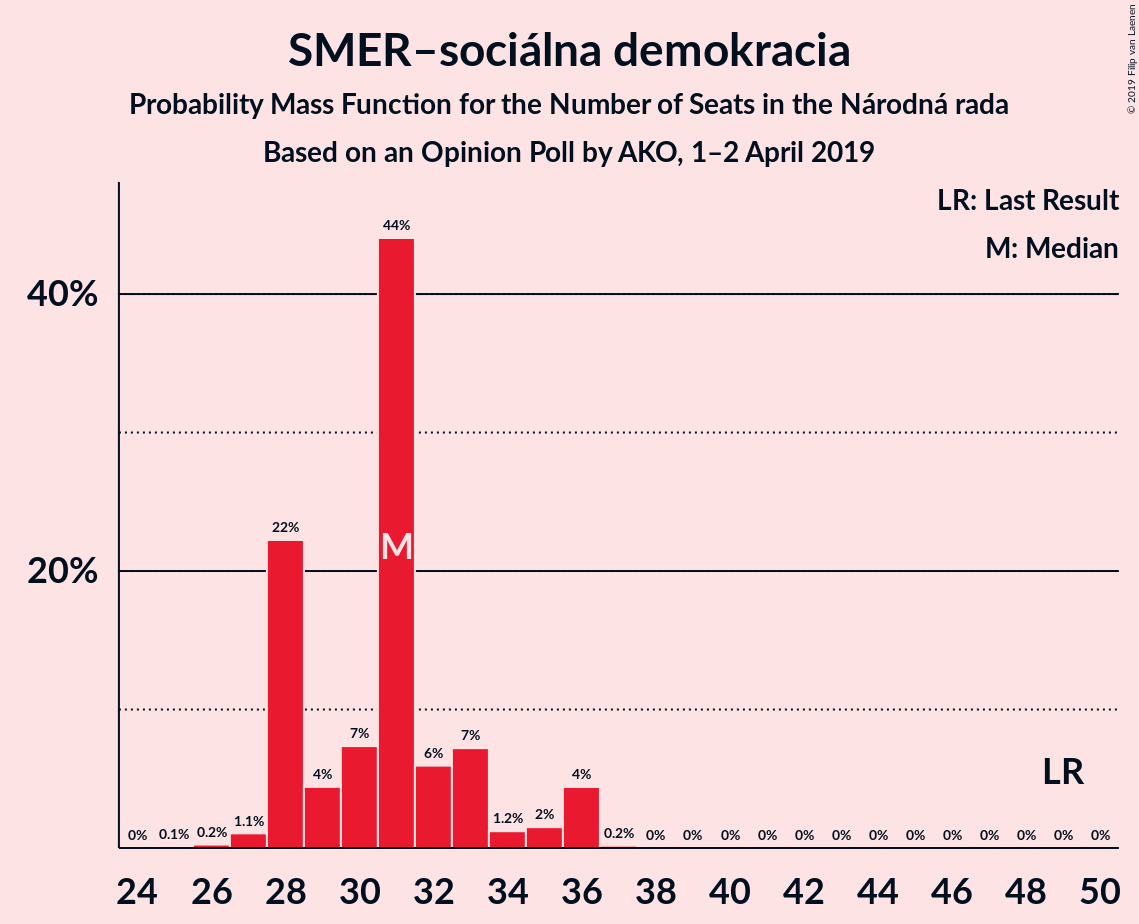 SMER–sociálna demokracia
Probability Mass Function for the Number of Seats in the Národná rada
Based on an Opinion Poll by AKO, 1–2 April 2019
© 2019 Filip van Laenen
LR: Last Result
M: Median
40%
20%
44%
22%
M
7%
7%
6%
4%
4%
LR
0% 0.1% 0.2% 1.1% 1.2% 2% 0.2% 0% 0% 0% 0% 0% 0% 0% 0% 0% 0% 0% 0% 0%
24 26 28 30 32 34 36 38 40 42 44 46 48 50